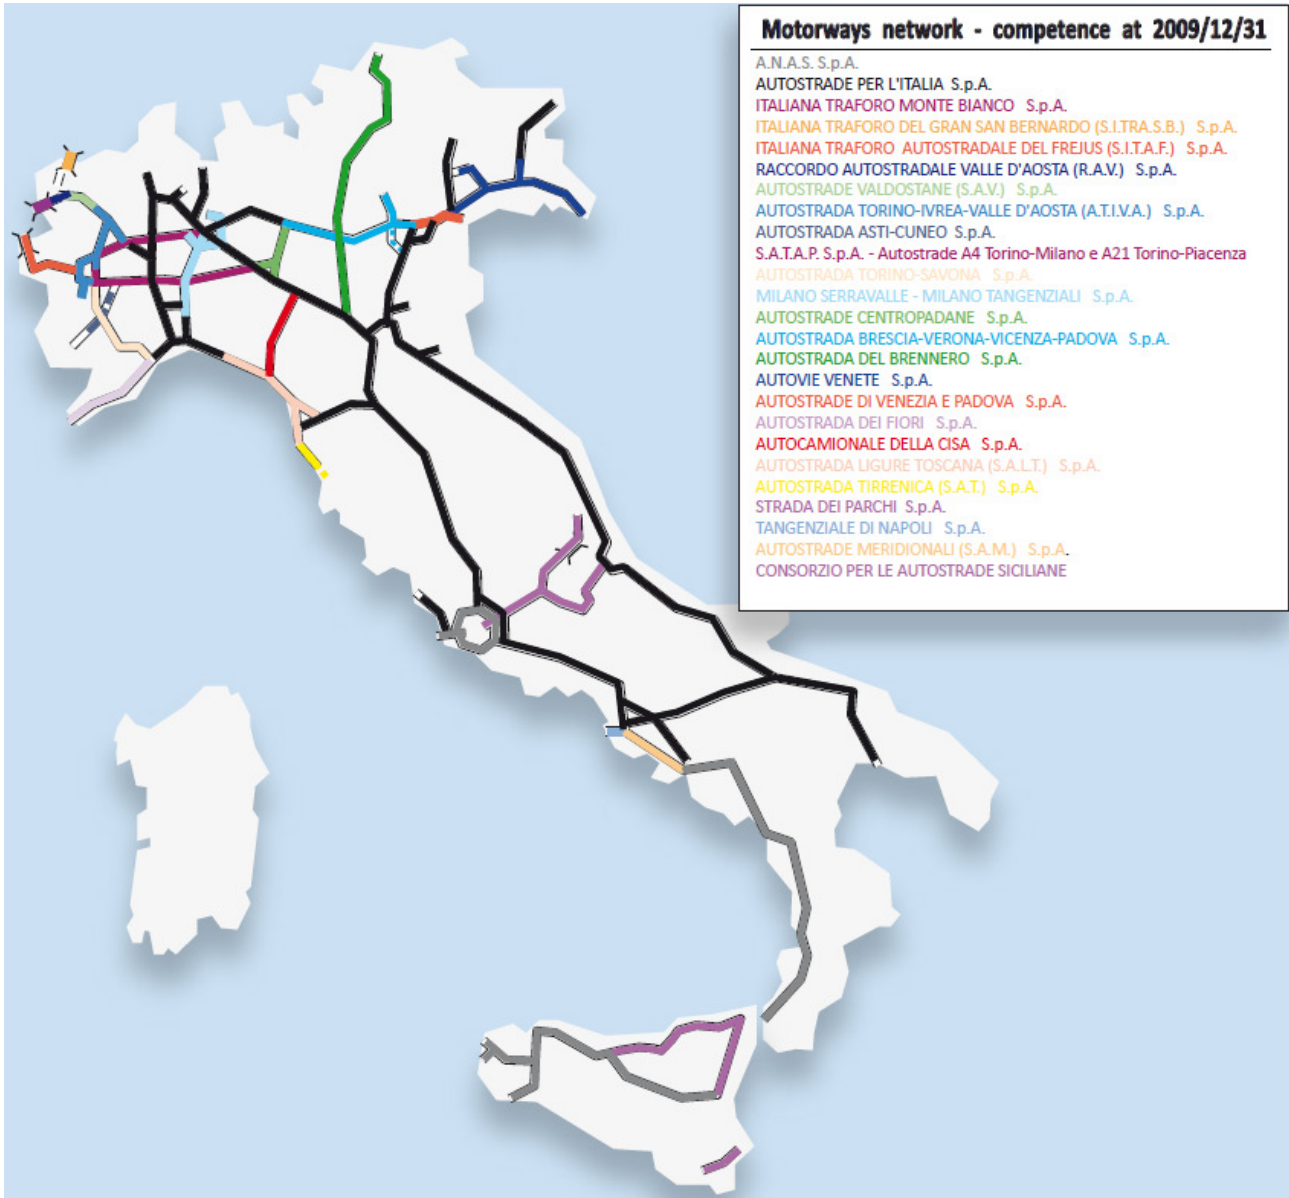 Motorways network - competence at 2009/12/31
A.N.A.S. S.p.A.
AUTOSTRADE PER L'ITALIA S.p.A.
ITALIANA TRAFORO MONTE BIANCO S.p.A.
ITALIANA TRAFORO DEL GRAN SAN BERNARDO (S.I.TRA.S.B.) S.p.A.
ITALIANA TRAFORO AUTOSTRADALE DEL FREJUS (S.I.T.A.F.) S.p.A.
RACCORDO AUTOSTRADALE VALLE D'AOSTA (R.A.V.) S.p.A.
AUTOSTRADE VALDOSTANE (S.A.V.) S.p.A.
AUTOSTRADA TORINO-IVREA-VALLE D'AOSTA (A.T.I.V.A.) S.p.A.
AUTOSTRADA ASTI-CUNEO S.p.A.
S.A.T.A.P. S.p.A. - Autostrade A4 Torino-Milano e A21 Torino-Piacenza
AUTOSTRADA TORINO-SAVONA S.p.A.
MILANO SERRAVALLE - MILANO TANGENZIALI S.p.A.
AUTOSTRADE CENTROPADANE S.p.A.
AUTOSTRADA BRESCIA-VERONA-VICENZA-PADOVA S.p.A.
AUTOSTRADA DEL BRENNERO S.p.A.
AUTOVIE VENETE S.p.A.
AUTOSTRADE DI VENEZIA E PADOVA S.p.A.
AUTOSTRADA DEI FIORI S.p.A.
AUTOCAMIONALE DELLA CISA S.p.A.
AUTOSTRADA LIGURE TOSCANA (S.A.L.T.) S.p.A.
AUTOSTRADA TIRRENICA (S.A.T.) S.p.A.
STRADA DEI PARCHI S.p.A.
TANGENZIALE DI NAPOLI S.p.A.
AUTOSTRADE MERIDIONALI (S.A.M.) S.p.A.
CONSORZIO PER LE AUTOSTRADE SICILIANE